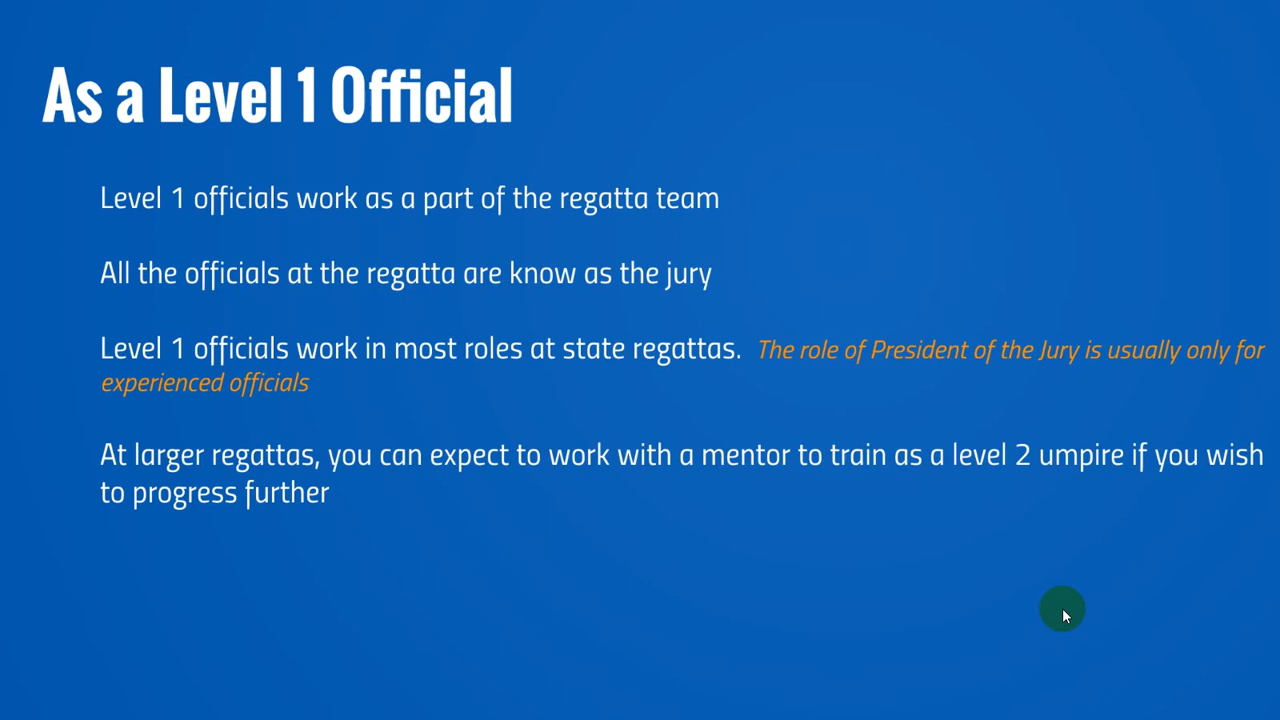 As a Level 1 Official
Level 1 officials work as a part of the regatta team
All the officials at the regatta are know as the jury
Level 1 officials work in most roles at state regattas. The role of President of the Jury is usually only for
experienced officials
At larger regattas, you can expect to work with a mentor to train as a level 2 umpire if you wish
to progress further